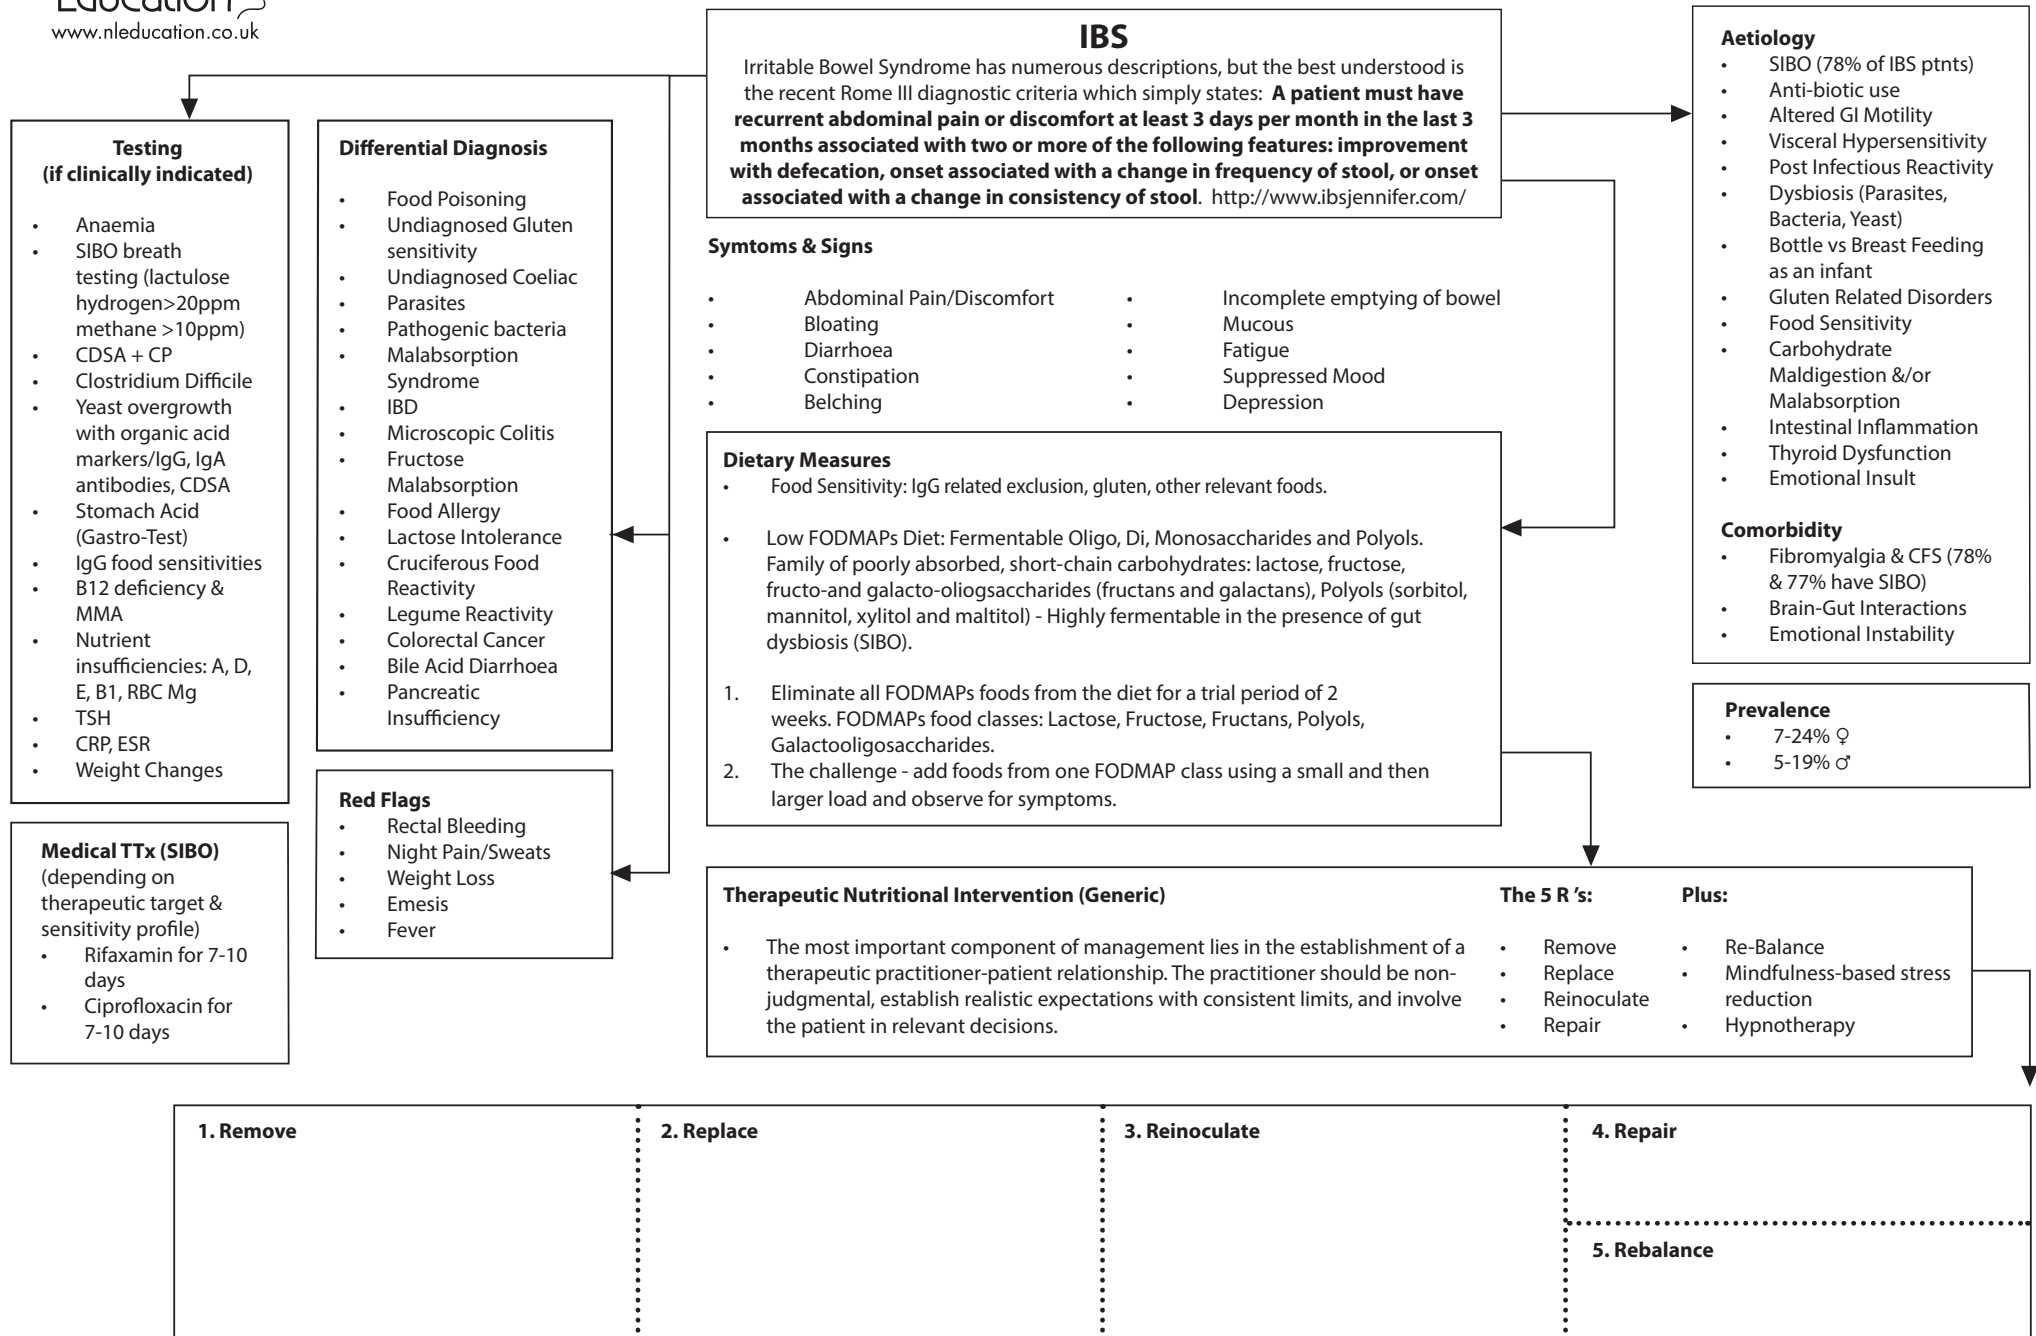 Education
www.nleducation.co.uk
IBS
Irritable Bowel Syndrome has numerous descriptions, but the best understood is
the recent Rome III diagnostic criteria which simply states: A patient must have
recurrent abdominal pain or discomfort at least 3 days per month in the last 3
months associated with two or more of the following features: improvement
with defecation, onset associated with a change in frequency of stool, or onset
associated with a change in consistency of stool. http://www.ibsjennifer.com/
Testing
(if clinically indicated)
• Anaemia
• SIBO breath
testing (lactulose
hydrogen>20ppm
methane >10ppm)
• CDSA + CP
• Clostridium Difficile
• Yeast overgrowth
with organic acid
markers/IgG, IgA
antibodies, CDSA
• Stomach Acid
(Gastro-Test)
• IgG food sensitivities
• B12 deficiency &
MMA
• Nutrient
insufficiencies: A, D,
E, B1, RBC Mg
• TSH
• CRP, ESR
• Weight Changes
Medical TTx (SIBO)
(depending on
therapeutic target &
sensitivity profile)
• Rifaxamin for 7-10
days
• Ciprofloxacin for
7-10 days
Differential Diagnosis
• Food Poisoning
• Undiagnosed Gluten
sensitivity
• Undiagnosed Coeliac
• Parasites
• Pathogenic bacteria
• Malabsorption
Syndrome
• IBD
• Microscopic Colitis
• Fructose
Malabsorption
• Food Allergy
• Lactose Intolerance
• Cruciferous Food
Reactivity
• Legume Reactivity
• Colorectal Cancer
• Bile Acid Diarrhoea
• Pancreatic
Insufficiency
Red Flags
• Rectal Bleeding
• Night Pain/Sweats
• Weight Loss
• Emesis
• Fever
Symtoms & Signs
• Abdominal Pain/Discomfort
• Bloating
• Diarrhoea
• Constipation
• Belching
• Incomplete emptying of bowel
• Mucous
• Fatigue
• Suppressed Mood
• Depression
Dietary Measures
• Food Sensitivity: IgG related exclusion, gluten, other relevant foods.
• Low FODMAPs Diet: Fermentable Oligo, Di, Monosaccharides and Polyols.
Family of poorly absorbed, short-chain carbohydrates: lactose, fructose,
fructo-and galacto-oliogsaccharides (fructans and galactans), Polyols (sorbitol,
mannitol, xylitol and maltitol) - Highly fermentable in the presence of gut
dysbiosis (SIBO).
1. Eliminate all FODMAPs foods from the diet for a trial period of 2
weeks. FODMAPs food classes: Lactose, Fructose, Fructans, Polyols,
Galactooligosaccharides.
2. The challenge - add foods from one FODMAP class using a small and then
larger load and observe for symptoms.
Aetiology
• SIBO (78% of IBS ptnts)
• Anti-biotic use
• Altered GI Motility
• Visceral Hypersensitivity
• Post Infectious Reactivity
• Dysbiosis (Parasites,
Bacteria, Yeast)
• Bottle vs Breast Feeding
as an infant
• Gluten Related Disorders
• Food Sensitivity
• Carbohydrate
Maldigestion &/or
Malabsorption
• Intestinal Inflammation
• Thyroid Dysfunction
• Emotional Insult
Comorbidity
• Fibromyalgia & CFS (78%
& 77% have SIBO)
• Brain-Gut Interactions
• Emotional Instability
Prevalence
• 7-24% ♀
• 5-19% ♂
Therapeutic Nutritional Intervention (Generic)
• The most important component of management lies in the establishment of a
therapeutic practitioner-patient relationship. The practitioner should be non-
judgmental, establish realistic expectations with consistent limits, and involve
the patient in relevant decisions.
The 5 R 's:
• Remove
• Replace
• Reinoculate
• Repair
Plus:
• Re-Balance
• Mindfulness-based stress
reduction
• Hypnotherapy
1. Remove
2. Replace
3. Reinoculate
4. Repair
5. Rebalance